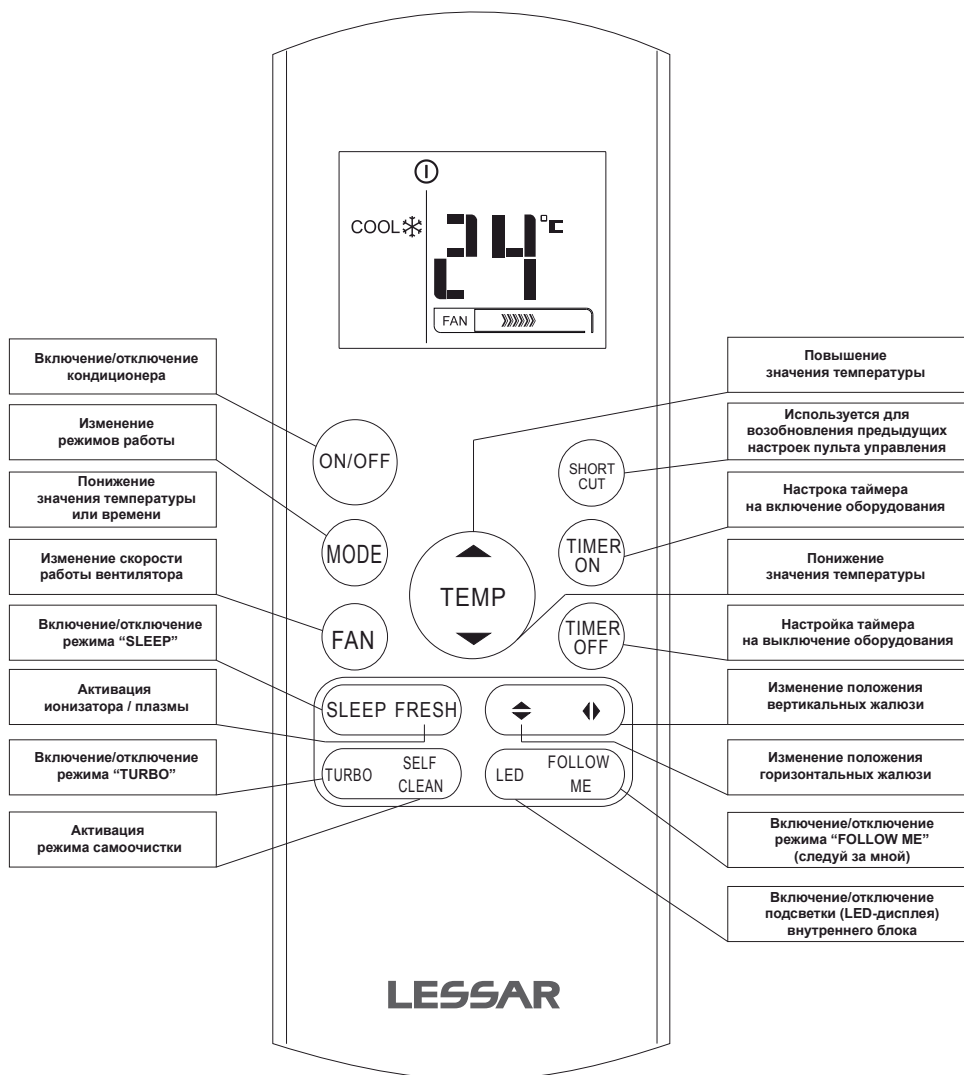 COOL
24°C
FAN
Включение/отключение
кондиционера
Изменение
режимов работы
Понижение
значения температуры
или времени
Изменение скорости
работы вентилятора
Включение/отключение
режима “SLEEP”
Активация
ионизатора / плазмы
Включение/отключение
режима “TURBO”
Активация
режима самоочистки
ON/OFF
MODE
FAN
TEMP
SHORT
CUT
TIMER
ON
TIMER
OFF
SLEEP FRESH
TURBO
SELF
CLEAN
LED
FOLLOW
ME
LESSAR
Повышение
значения температуры
Используется для
возобновления предыдущих
настроек пульта управления
Настрока таймера
на включение оборудования
Понижение
значения температуры
Настройка таймера
на выключение оборудования
Изменение положения
вертикальных жалюзи
Изменение положения
горизонтальных жалюзи
Включение/отключение
режима “FOLLOW ME”
(следуй за мной)
Включение/отключение
подсветки (LED-дисплея)
внутреннего блока